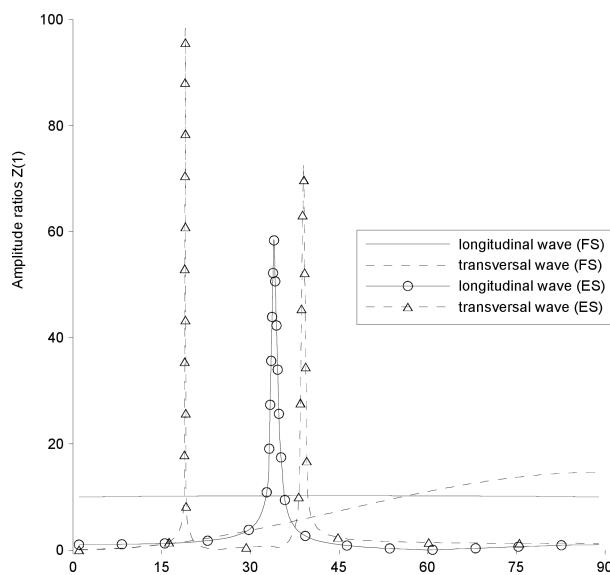 100
80
60
40
20
0
Amplitude ratios Z(1)
longitudinal wave (FS)
transversal wave (FS)
longitudinal wave (ES)
transversal wave (ES)
0 15 30 45 60 75 90